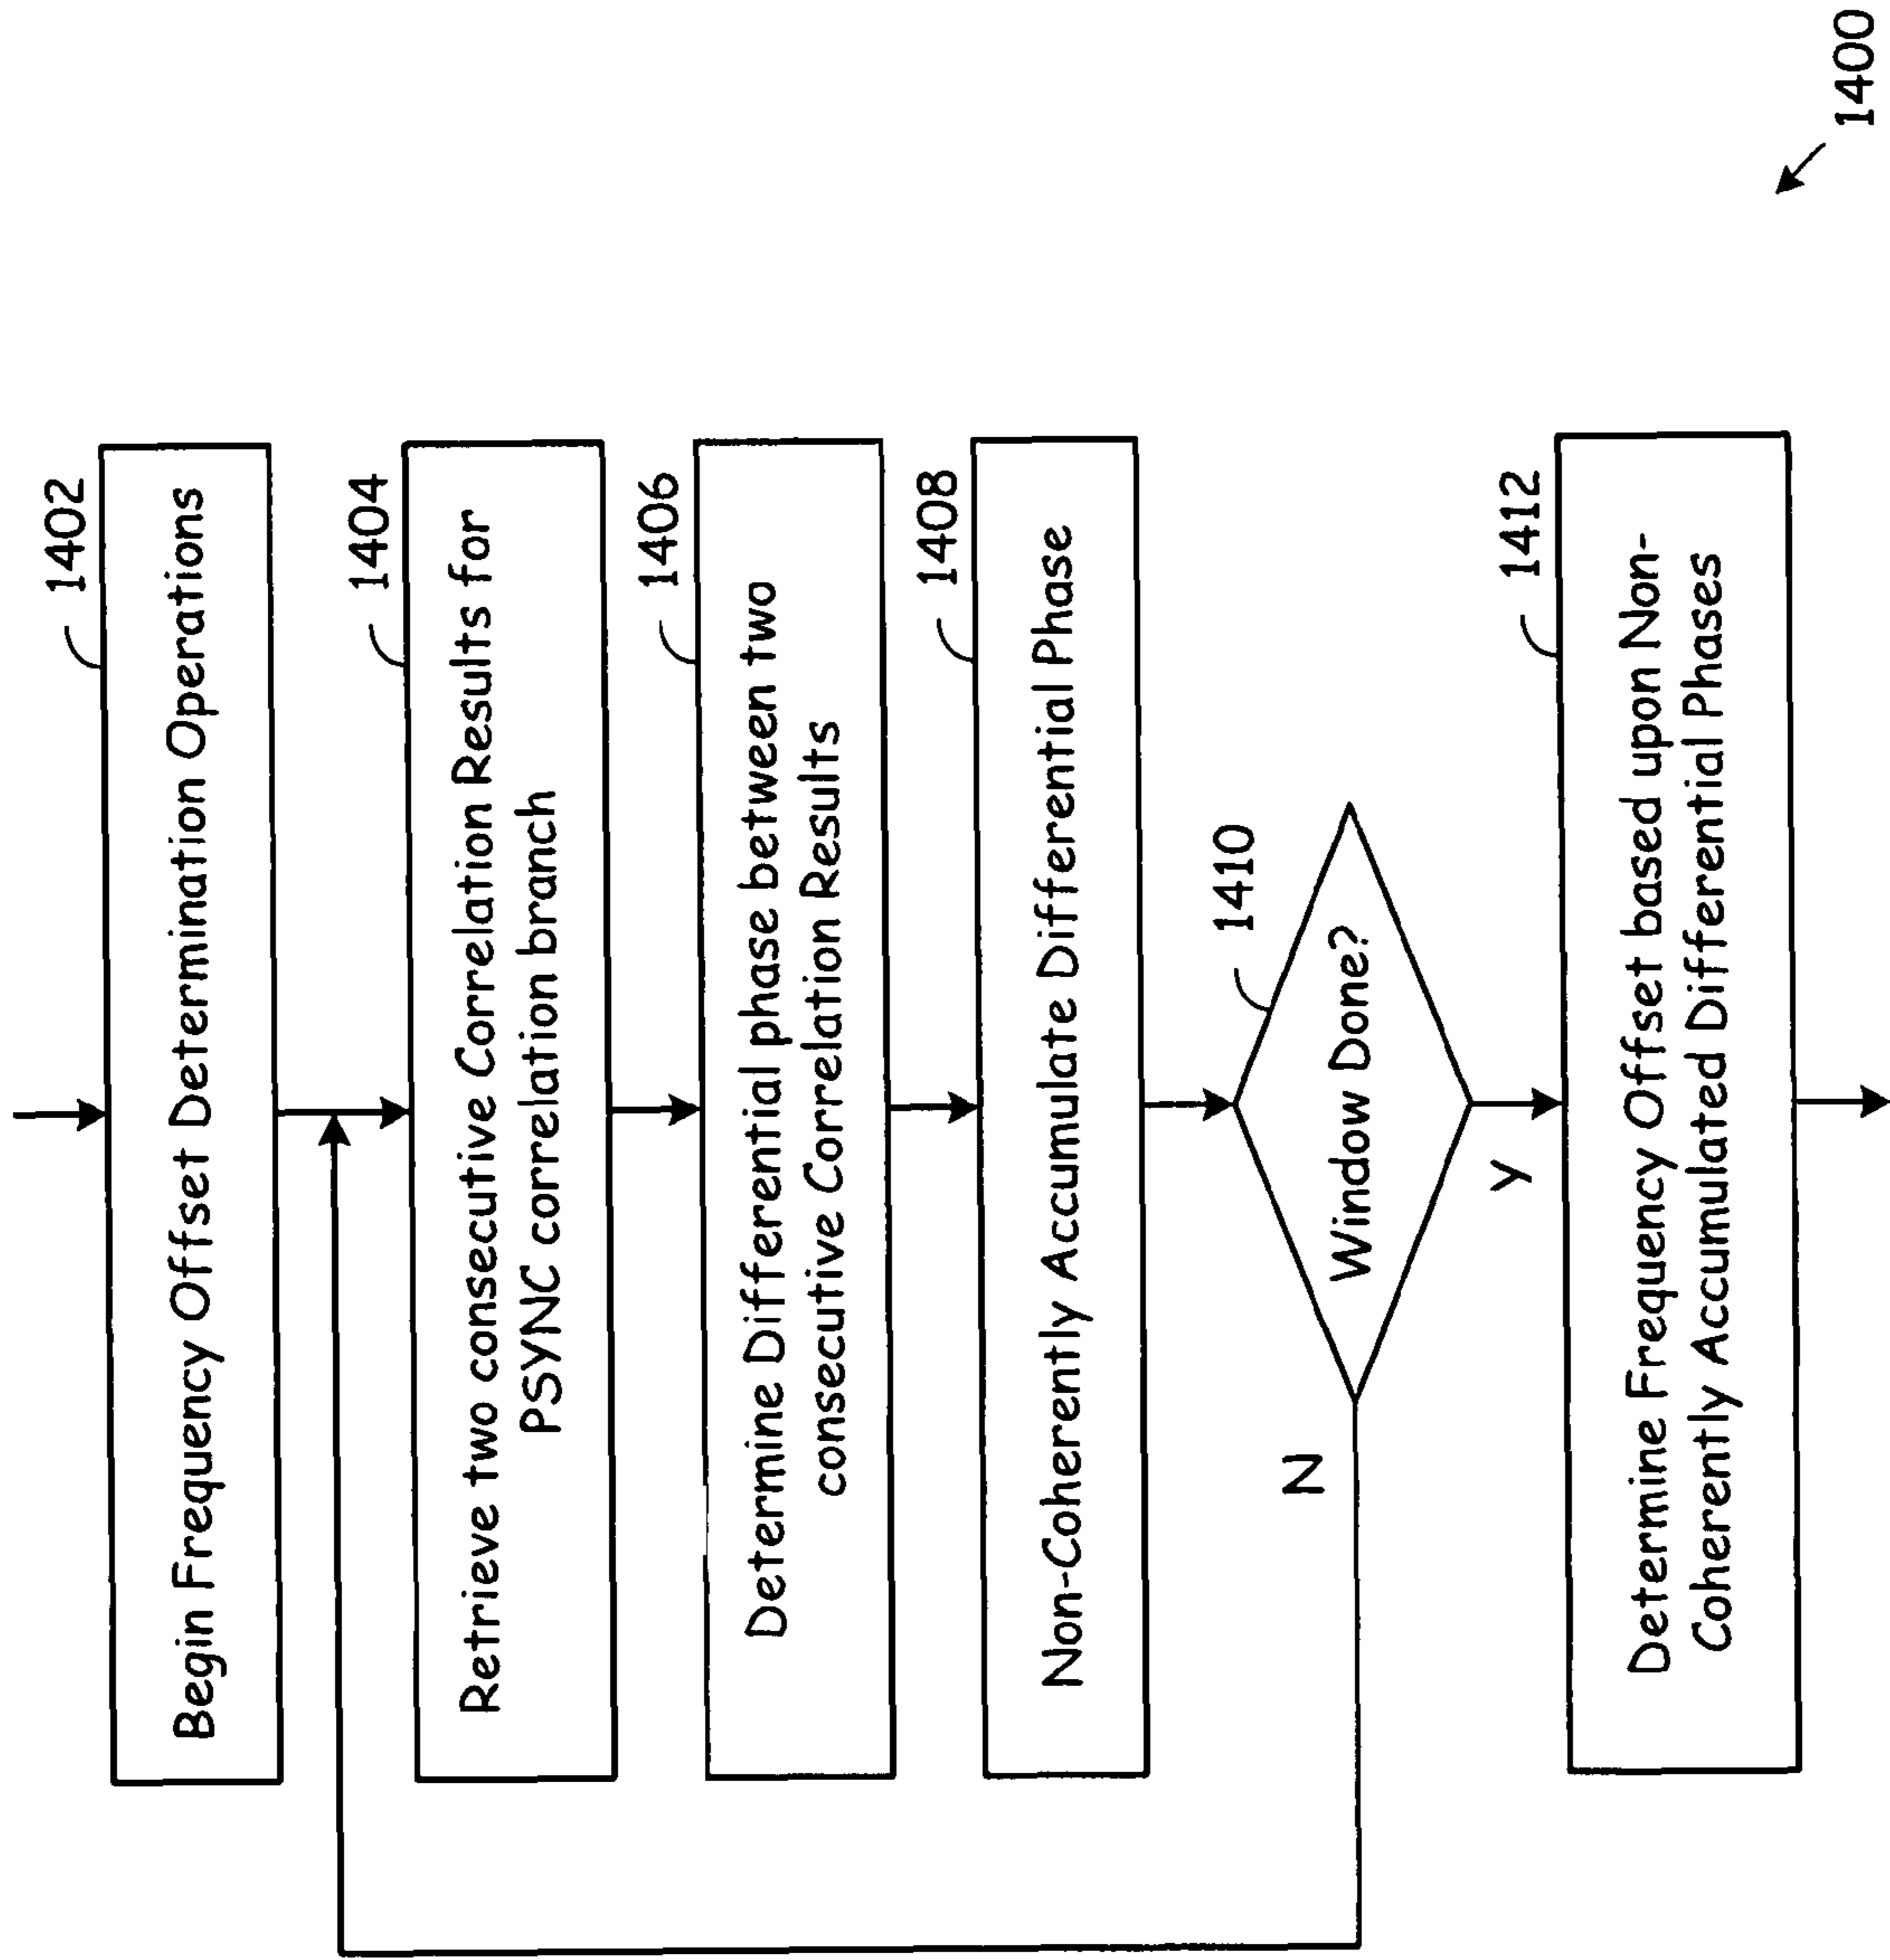 1402
Begin Frequency Offset Determination Operations
1404
Retrieve two consecutive Correlation Results for
PSYNC correlation branch
1406
Determine Differential phase between two
consecutive Correlation Results
1408
Non-Coherently Accumulate Differential Phase
1410
Window Done?
N
Y
1412
Determine Frequency Offset based upon Non-
Coherently Accumulated Differential Phases
1400